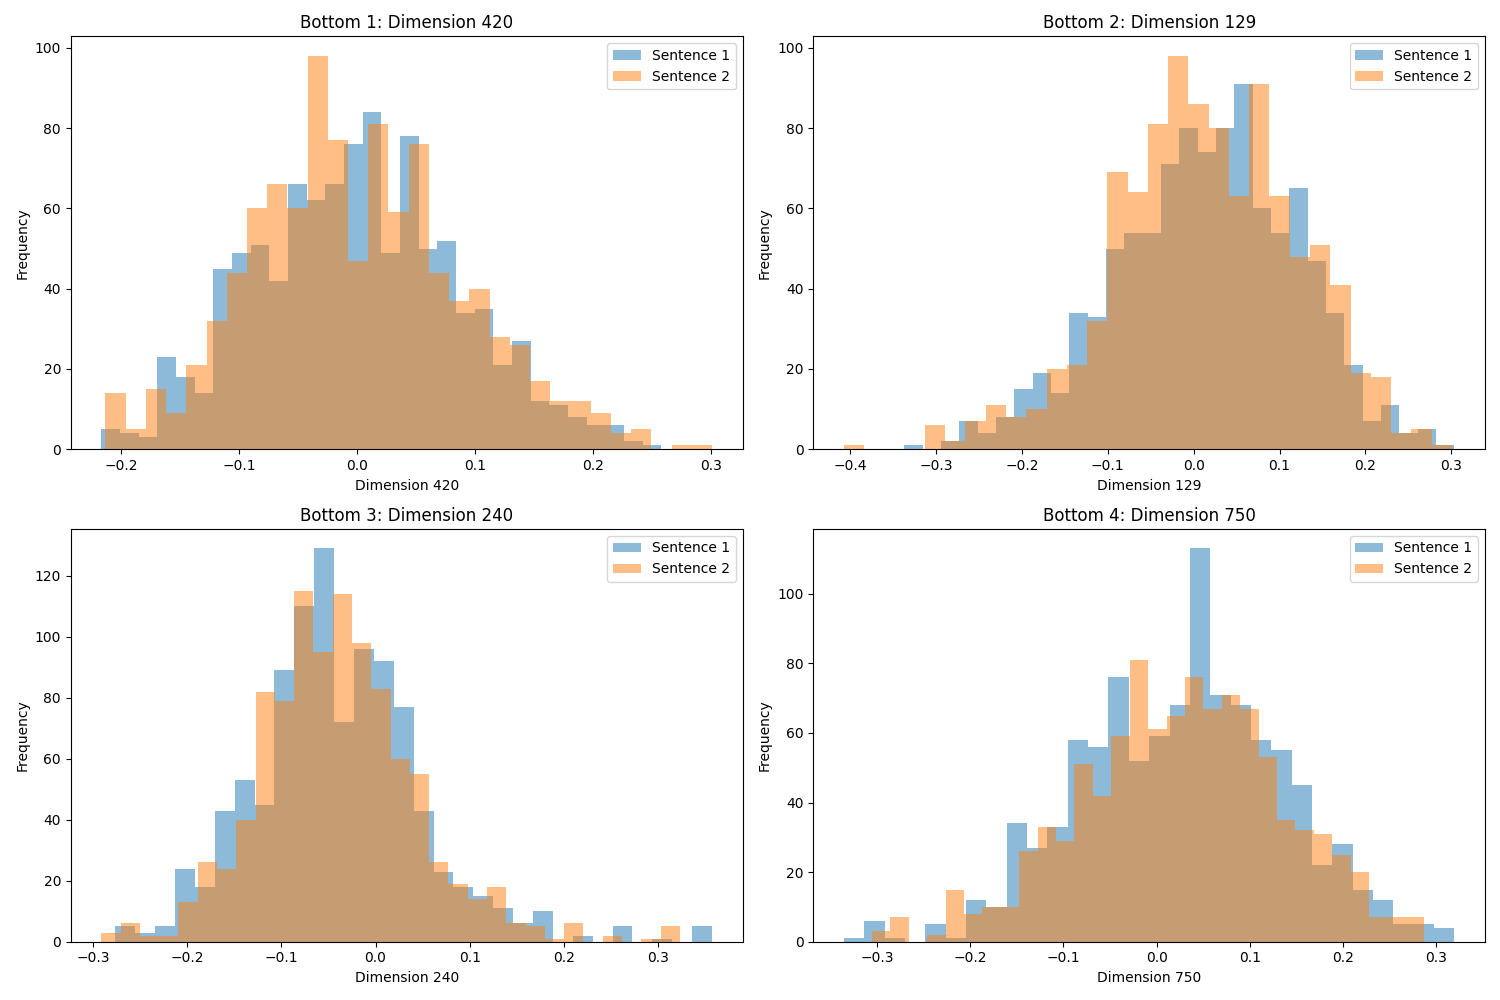 Bottom 1: Dimension 420
Sentence 1
Sentence 2
Frequency
100
80
60
40
20
0
−0.2
−0.1
0.0
0.1
0.2
0.3
Dimension 420
Bottom 2: Dimension 129
Sentence 1
Sentence 2
Frequency
100
80
60
40
20
0
−0.4
−0.3
−0.2
−0.1
0.0
0.1
0.2
0.3
Dimension 129
Bottom 3: Dimension 240
Sentence 1
Sentence 2
Frequency
120
100
80
60
40
20
0
−0.3
−0.2
−0.1
0.0
0.1
0.2
0.3
Dimension 240
Bottom 4: Dimension 750
Sentence 1
Sentence 2
Frequency
100
80
60
40
20
0
−0.3
−0.2
−0.1
0.0
0.1
0.2
0.3
Dimension 750